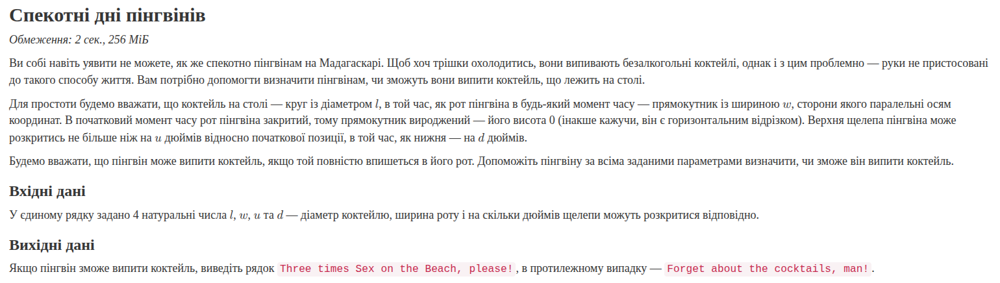 Спекотні дні пінгвінів
Обмеження: 2 сек., 256 МіБ
Ви собі навіть уявити не можете, як же спекотно пінгвінам на Мадагаскарі. Щоб хоч трішки охолодитись, вони випивають безалкогольні коктейлі, однак і з цим проблемно — руки не пристосовані
до такого способу життя. Вам потрібно допомогти визначити пінгвінам, чи зможуть вони випити коктейль, що лежить на столі.
Для простоти будемо вважати, що коктейль на столі — круг із діаметром l, в той час, як рот пінгвіна в будь-який момент часу — прямокутник із шириною w, сторони якого паралельні осям
координат. В початковий момент часу рот пінгвіна закритий, тому прямокутник вироджений — його висота 0 (інакше кажучи, він є горизонтальним відрізком). Верхня щелепа пінгвіна може
розкритись не більше ніж на u дюймів відносно початкової позиції, в той час, як нижня — на d дюймів.
Будемо вважати, що пінгвін може випити коктейль, якщо той повністю впишеться в його рот. Допоможіть пінгвіну за всіма заданими параметрами визначити, чи зможе він випити коктейль.
Вхідні дані
У єдиному рядку задано 4 натуральні числа l, w, u та d — діаметр коктейлю, ширина роту і на скільки дюймів щелепи можуть розкритися відповідно.
Вихідні дані
Якщо пінгвін зможе випити коктейль, виведіть рядок Three times Sex on the Beach, please!, в протилежному випадку — Forget about the cocktails, man!.